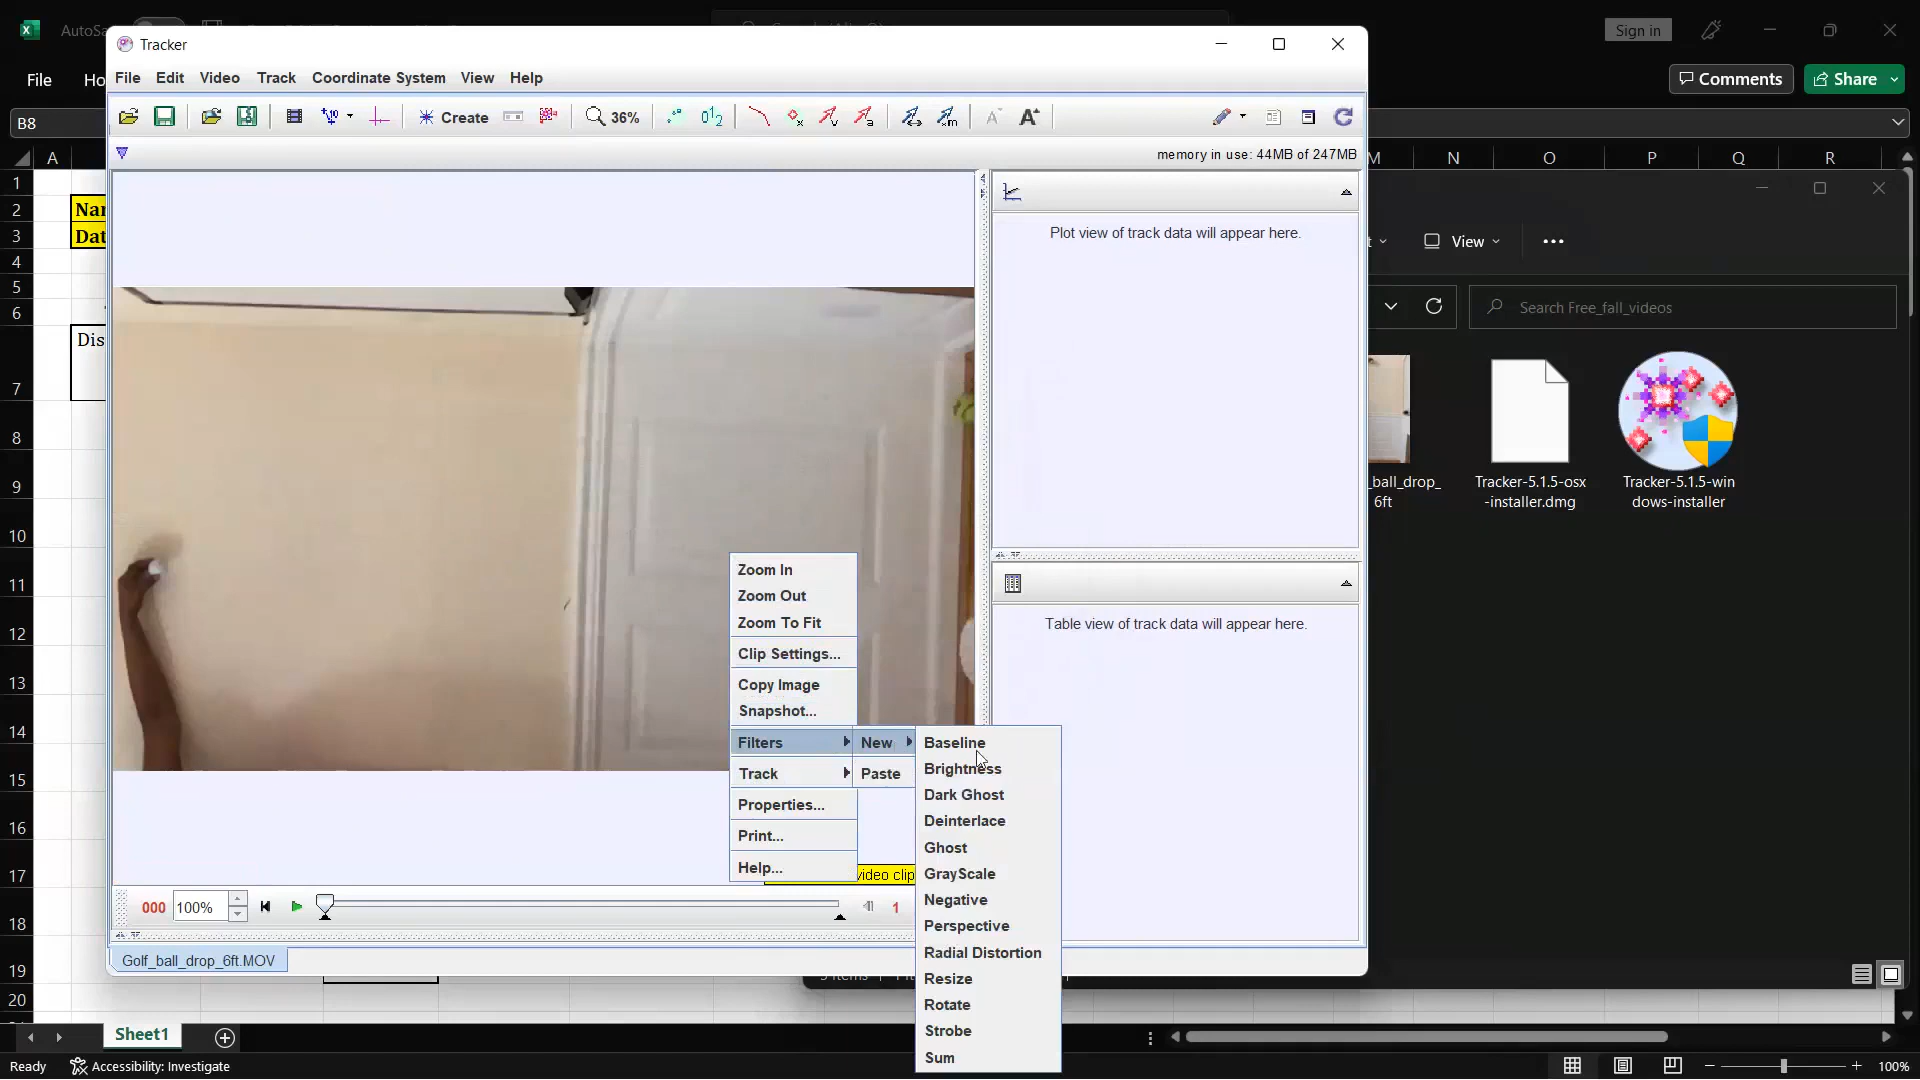 AutoSa
Sign in
Tracker
File Ho
Comments
Share
File Edit Video Track Coordinate System View Help
B8
Create
36%
memory in use: 44MB of 247MB
A
M N O P Q R
1
2
3
4
5
6
7
8
9
10
11
12
13
14
15
16
17
18
19
20
Nar
Dat
Dis
Plot view of track data will appear here.
View
Search Free_fall_videos
_ball_drop_
6ft
Tracker-5.1.5-osx
-installer.dmg
Tracker-5.1.5-win
dows-installer
Zoom In
Zoom Out
Zoom To Fit
Clip Settings...
Copy Image
Snapshot...
Filters
Track
Properties...
Print...
Help...
New
Paste
Baseline
Brightness
Dark Ghost
Deinterlace
Ghost
GrayScale
Negative
Perspective
Radial Distortion
Resize
Rotate
Strobe
Sum
Table view of track data will appear here.
video clip
000 100%
1
Golf_ball_drop_6ft.MOV
Sheet1
Ready
Accessibility: Investigate
100%